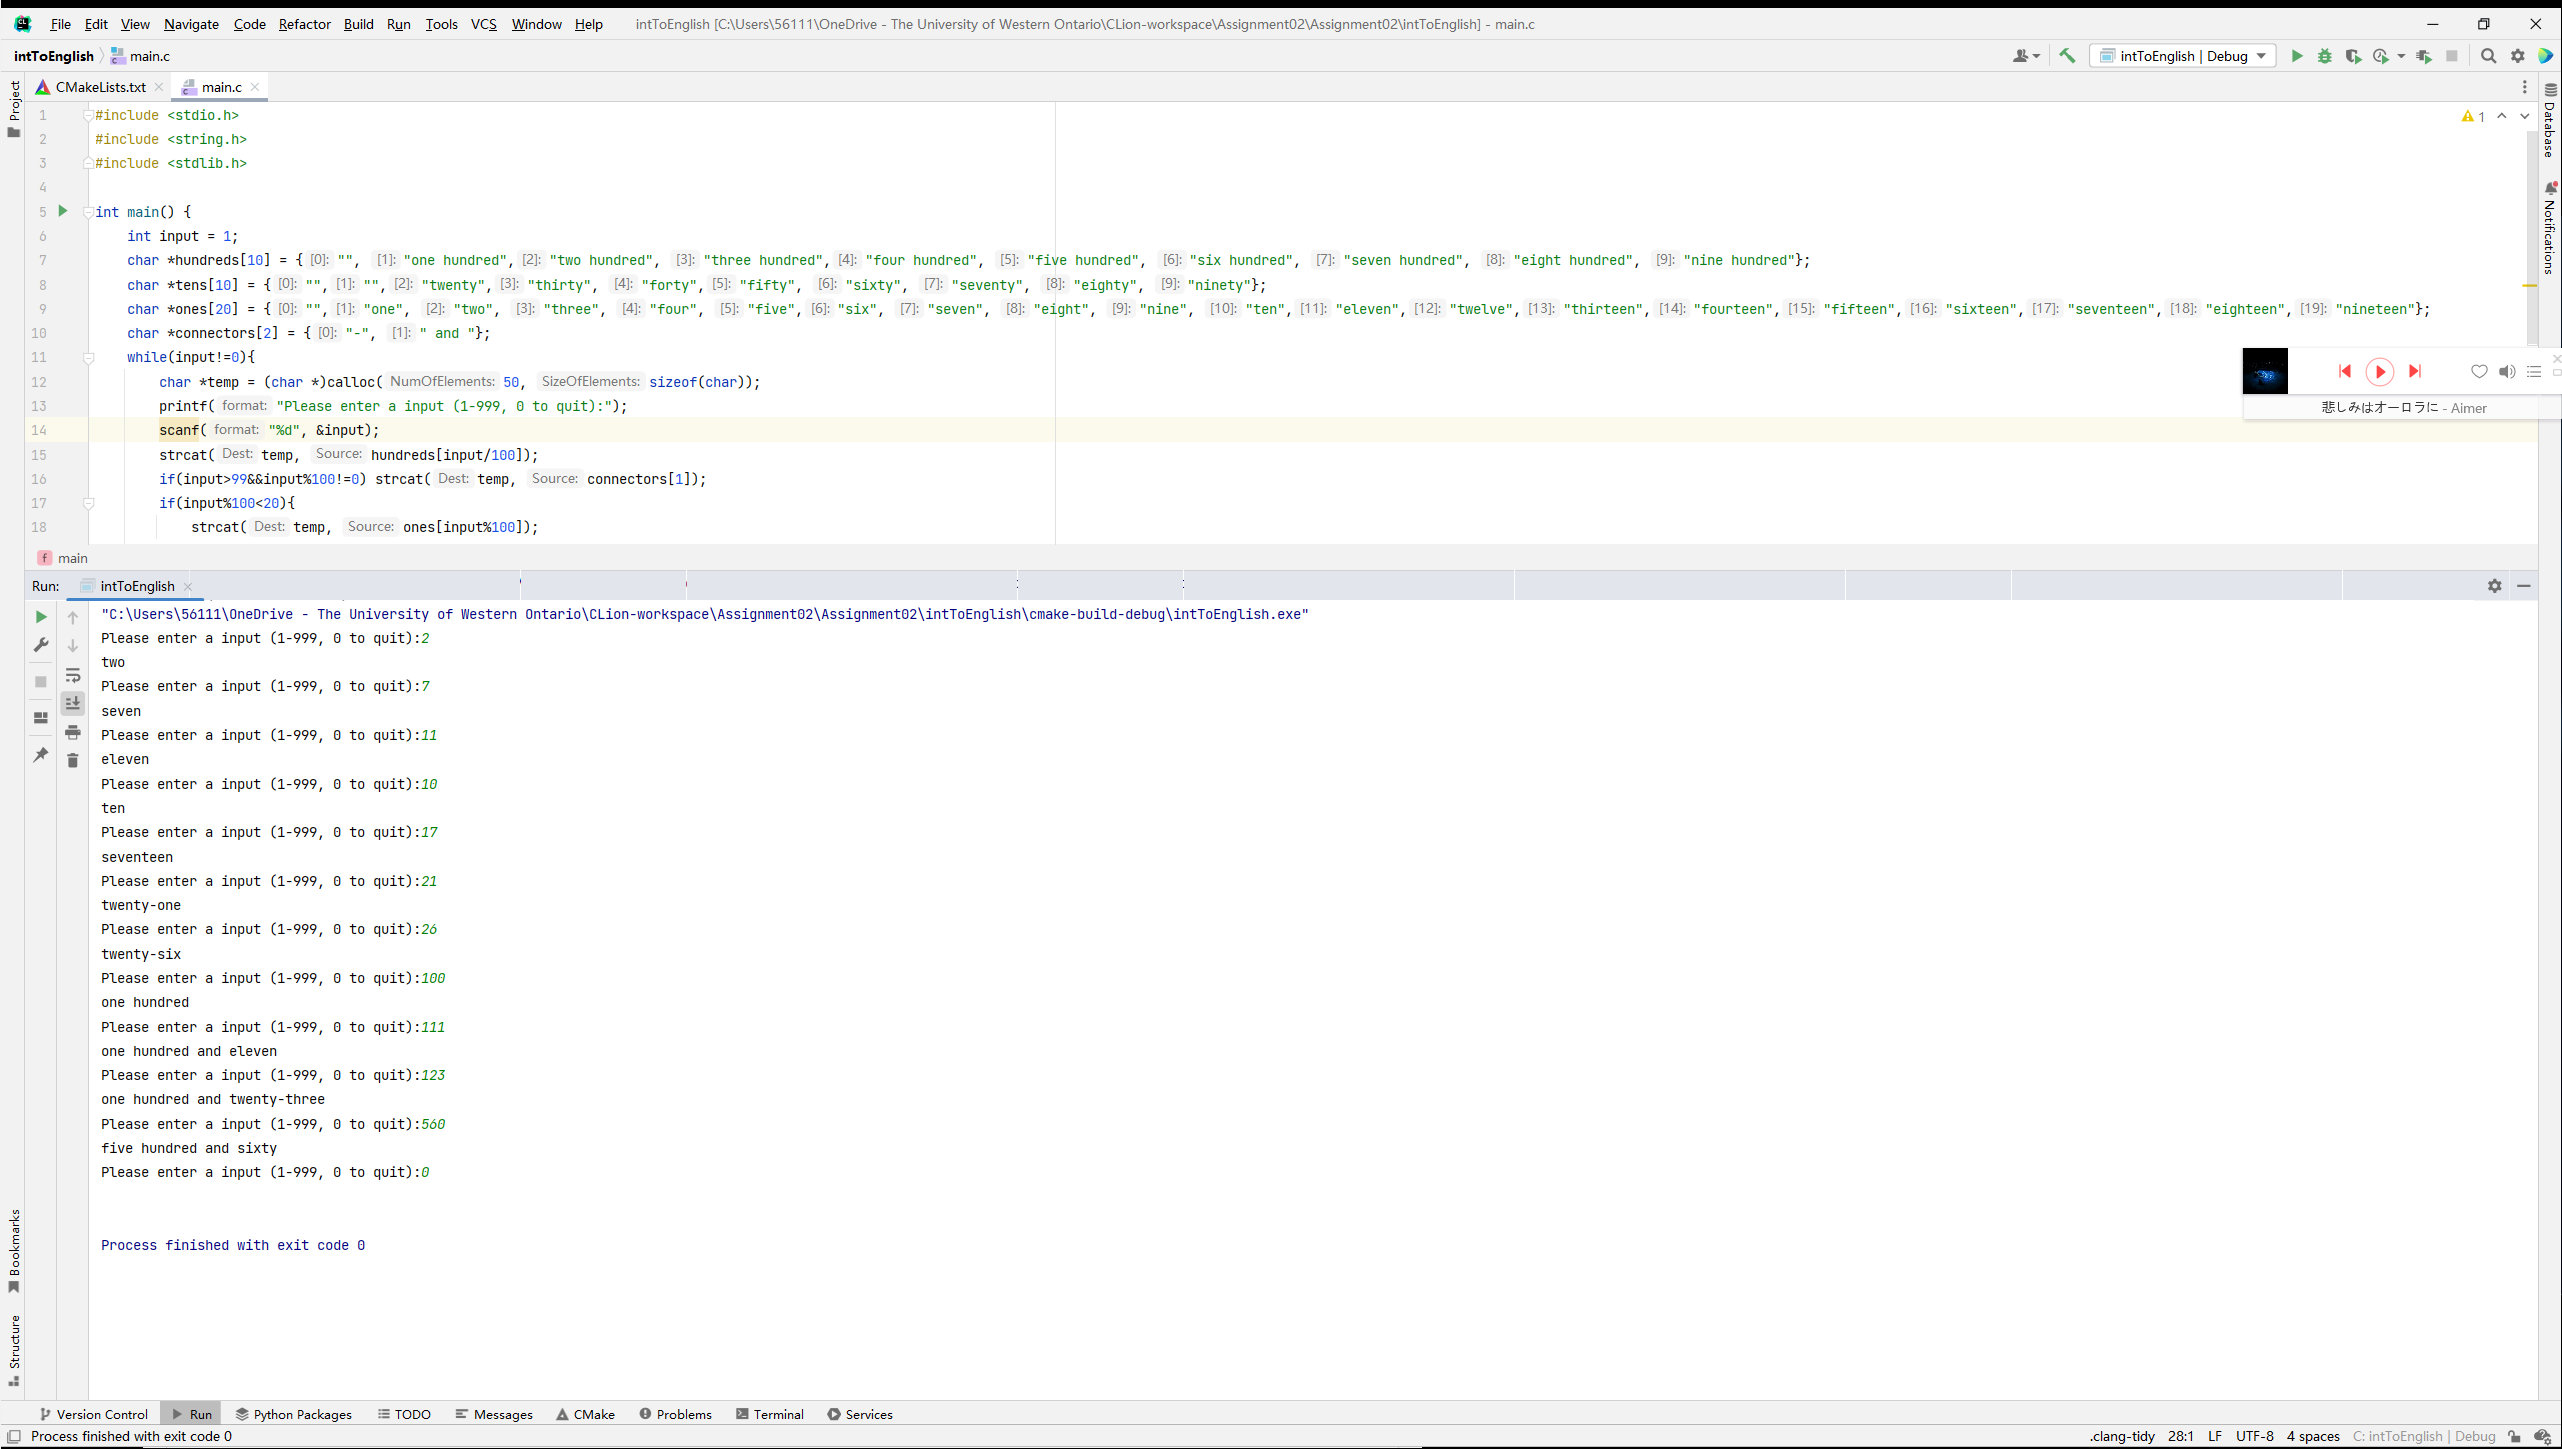 File Edit View Navigate Code Refactor Build Run Tools VCS Window Help intToEnglish [C:\Users\56111\OneDrive - The University of Western Ontario\CLion-workspace\Assignment02\Assignment02\intToEnglish] - main.c
intToEnglish main.c intToEnglish | Debug
Project
CMakeLists.txt main.c
Database
Notifications
1 #include <stdio.h>
1
2 #include <string.h>
3 #include <stdlib.h>
4
5 int main() {
6 int input = 1;
7 char *hundreds[10] = {[0]: "", [1]: "one hundred",[2]: "two hundred", [3]: "three hundred",[4]: "four hundred", [5]: "five hundred", [6]: "six hundred", [7]: "seven hundred", [8]: "eight hundred", [9]: "nine hundred"};
8 char *tens[10] = {[0]: "",[1]: "",[2]: "twenty",[3]: "thirty", [4]: "forty",[5]: "fifty", [6]: "sixty", [7]: "seventy", [8]: "eighty", [9]: "ninety"};
9 char *ones[20] = {[0]: "",[1]: "one", [2]: "two", [3]: "three", [4]: "four", [5]: "five",[6]: "six", [7]: "seven", [8]: "eight", [9]: "nine", [10]: "ten",[11]: "eleven",[12]: "twelve",[13]: "thirteen",[14]: "fourteen",[15]: "fifteen",[16]: "sixteen",[17]: "seventeen",[18]: "eighteen",[19]: "nineteen"};
10 char *connectors[2] = {[0]: "-", [1]: " and "};
11 while(input!=0){
12 char *temp = (char *)calloc( NumOfElements: 50, SizeOfElements: sizeof(char));
13 printf( format: "Please enter a input (1-999, 0 to quit):");
14 scanf( format: "%d", &input);
15 strcat( Dest: temp, Source: hundreds[input/100]);
16 if(input>99&&input%100!=0) strcat( Dest: temp, Source: connectors[1]);
17 if(input%100<20){
18 strcat( Dest: temp, Source: ones[input%100]);
悲しみはオーロラに - Aimer
f main
Run: intToEnglish
"C:\Users\56111\OneDrive - The University of Western Ontario\CLion-workspace\Assignment02\Assignment02\intToEnglish\cmake-build-debug\intToEnglish.exe"
Please enter a input (1-999, 0 to quit):2
two
Please enter a input (1-999, 0 to quit):7
seven
Please enter a input (1-999, 0 to quit):11
eleven
Please enter a input (1-999, 0 to quit):10
ten
Please enter a input (1-999, 0 to quit):17
seventeen
Please enter a input (1-999, 0 to quit):21
twenty-one
Please enter a input (1-999, 0 to quit):26
twenty-six
Please enter a input (1-999, 0 to quit):100
one hundred
Please enter a input (1-999, 0 to quit):111
one hundred and eleven
Please enter a input (1-999, 0 to quit):123
one hundred and twenty-three
Please enter a input (1-999, 0 to quit):560
five hundred and sixty
Please enter a input (1-999, 0 to quit):0
Process finished with exit code 0
Bookmarks
Structure
Version Control Run Python Packages TODO Messages CMake Problems Terminal Services
Process finished with exit code 0 .clang-tidy 28:1 LF UTF-8 4 spaces C: intToEnglish | Debug